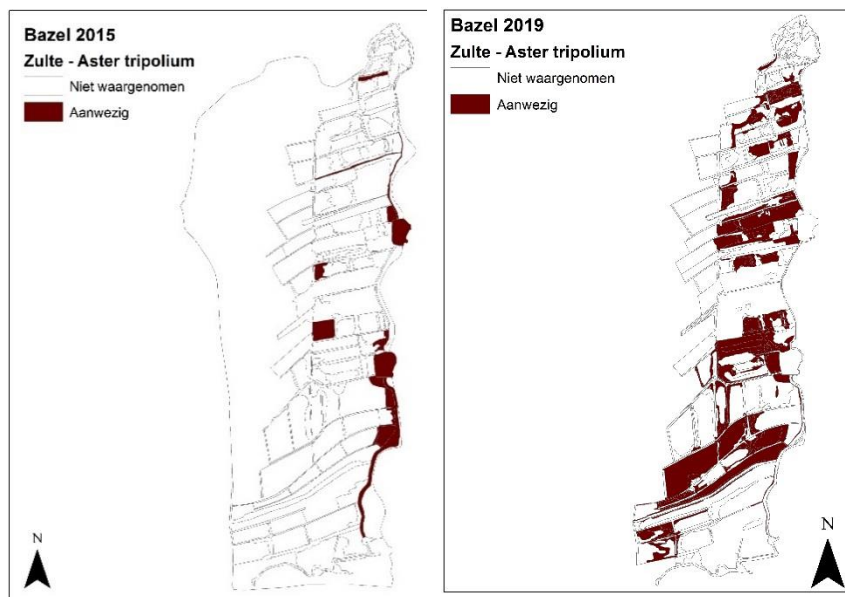 Bazel 2015
Zulte - Aster tripolium
Niet waargenomen
Aanwezig
N
Bazel 2019
Zulte - Aster tripolium
Niet waargenomen
Aanwezig
N